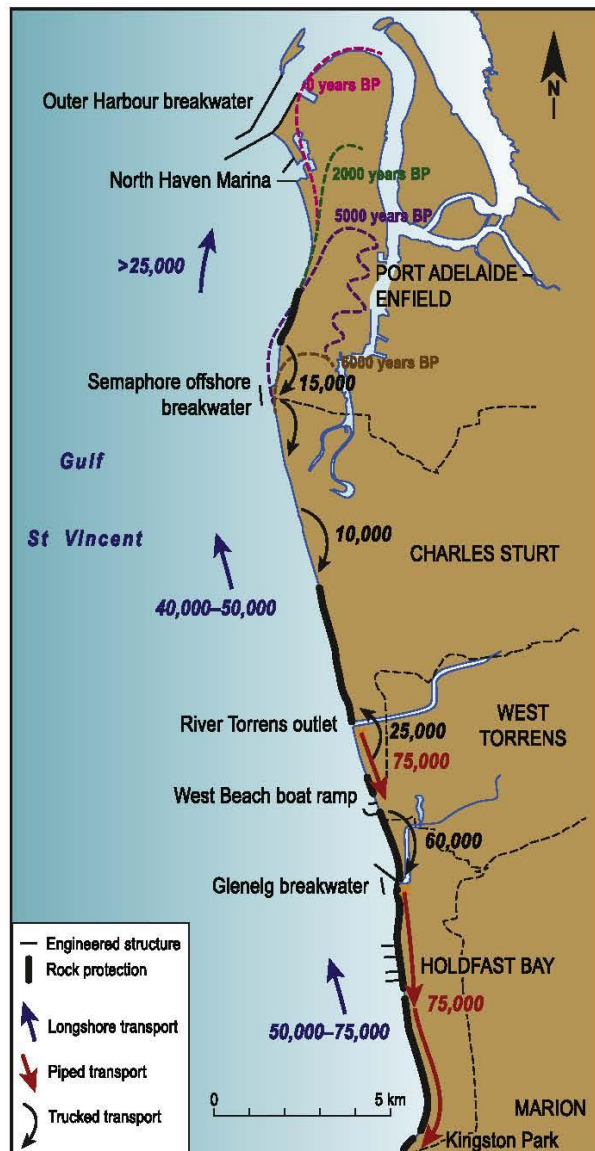 Outer Harbour breakwater
0 years BP
N
North Haven Marina
2000 years BP
5000 years BP
>25,000
PORT ADELAIDE –
ENFIELD
6000 years BP
15,000
Semaphore offshore
breakwater
Gulf
St Vincent
10,000
CHARLES STURT
40,000–50,000
River Torrens outlet
25,000
WEST
TORRENS
75,000
West Beach boat ramp
60,000
Glenelg breakwater
Engineered structure
Rock protection
HOLDFAST BAY
Longshore transport
50,000–75,000
75,000
Piped transport
0
5 km
Trucked transport
MARION
Kingston Park